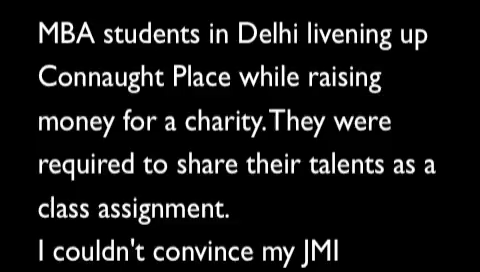 MBA students in Delhi livening up
Connaught Place while raising
money for a charity.They were
required to share their talents as a
class assignment.
I couldn't convince my JMI